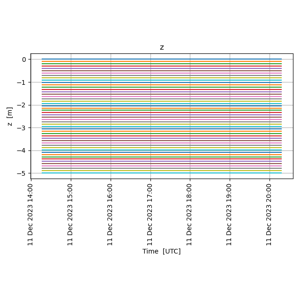 z
0
−1
−2
−3
−4
−5
z [m]
11 Dec 2023 14:00
11 Dec 2023 15:00
11 Dec 2023 16:00
11 Dec 2023 17:00
11 Dec 2023 18:00
11 Dec 2023 19:00
11 Dec 2023 20:00
Time [UTC]